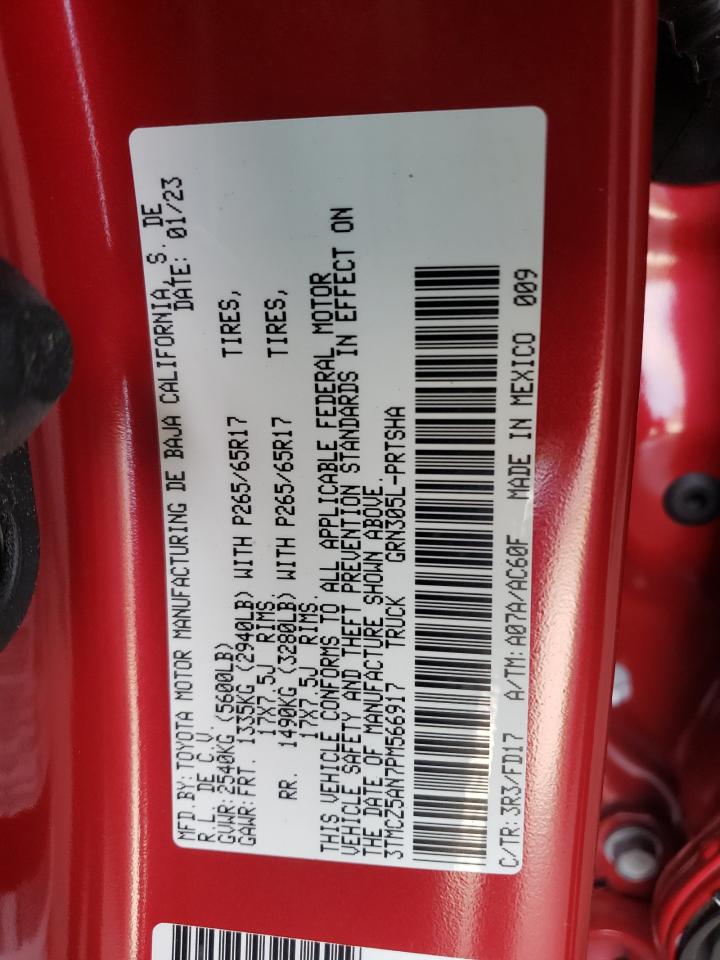 MFD.BY:TOYOTA MOTOR MANUFACTURING DE BAJA CALIFORNIA, S. DE
R.L. DE C.V. DATE: 01/23
GVWR:2540KG (5600LB)
GAWR:FRT. 1335KG (2940LB) WITH P265/65R17 TIRES,
17X7.5J RIMS
RR. 1490KG (3280LB) WITH P265/65R17 TIRES,
17X7.5J RIMS.
THIS VEHICLE CONFORMS TO ALL APPLICABLE FEDERAL MOTOR
VEHICLE SAFETY AND THEFT PREVENTION STANDARDS IN EFFECT ON
THE DATE OF MANUFACTURE SHOWN ABOVE.
3TMCZ5AN7PM566917 TRUCK GRN305L-PRTSHA
C/TR:3R3/FD17 A/TM:A07A/AC60F MADE IN MEXICO 009